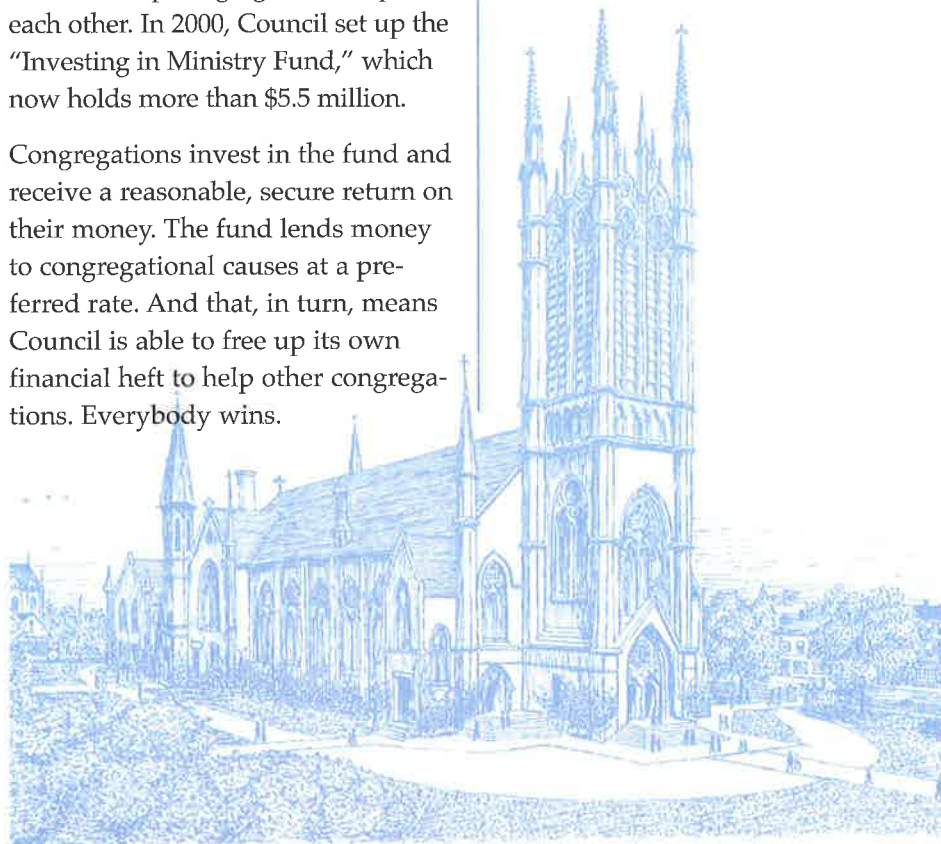 each other. In 2000, Council set up the
"Investing in Ministry Fund," which
now holds more than $5.5 million.
Congregations invest in the fund and
receive a reasonable, secure return on
their money. The fund lends money
to congregational causes at a pre-
ferred rate. And that, in turn, means
Council is able to free up its own
financial heft to help other congrega-
tions. Everybody wins.